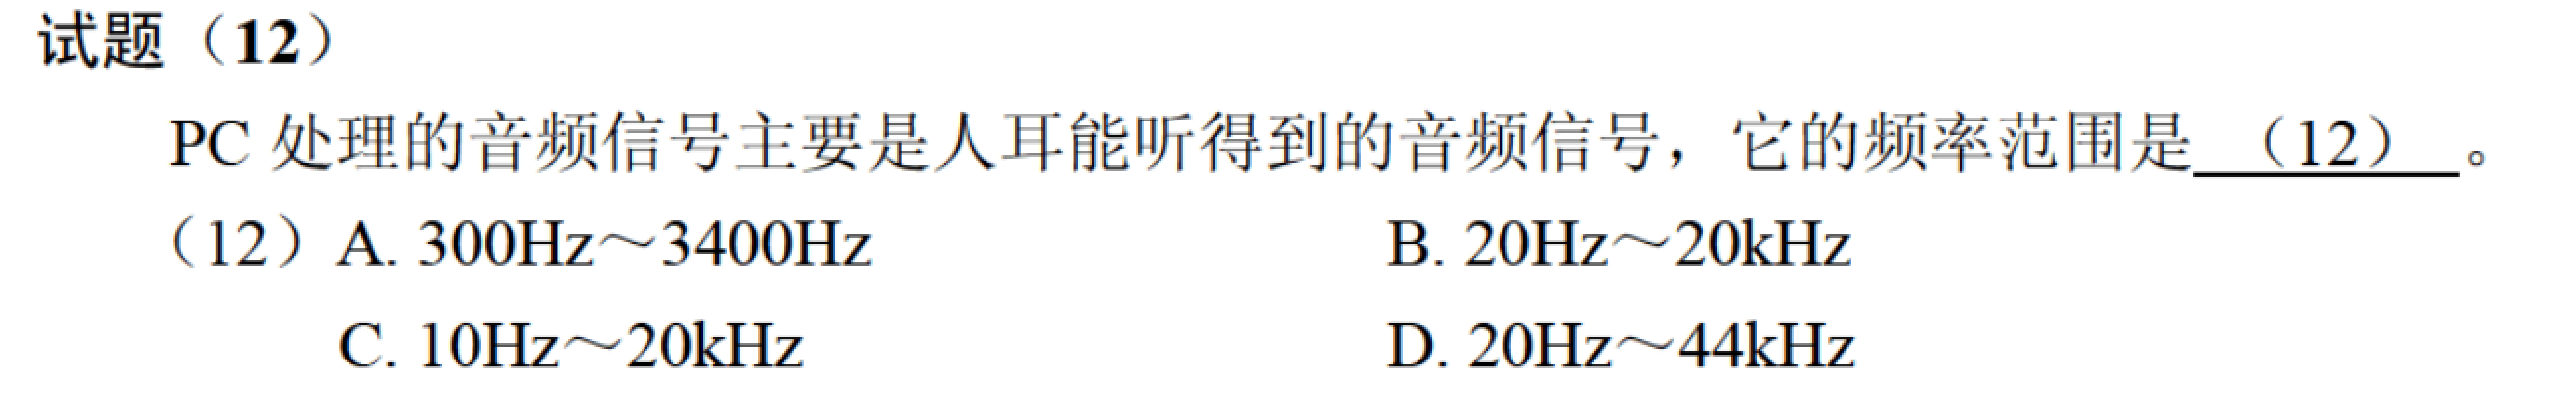 试题（12）
PC 处理的音频信号主要是人耳能听得到的音频信号，它的频率范围是 （12） 。
（12）A. 300Hz～3400Hz B. 20Hz～20kHz
C. 10Hz～20kHz D. 20Hz～44kHz